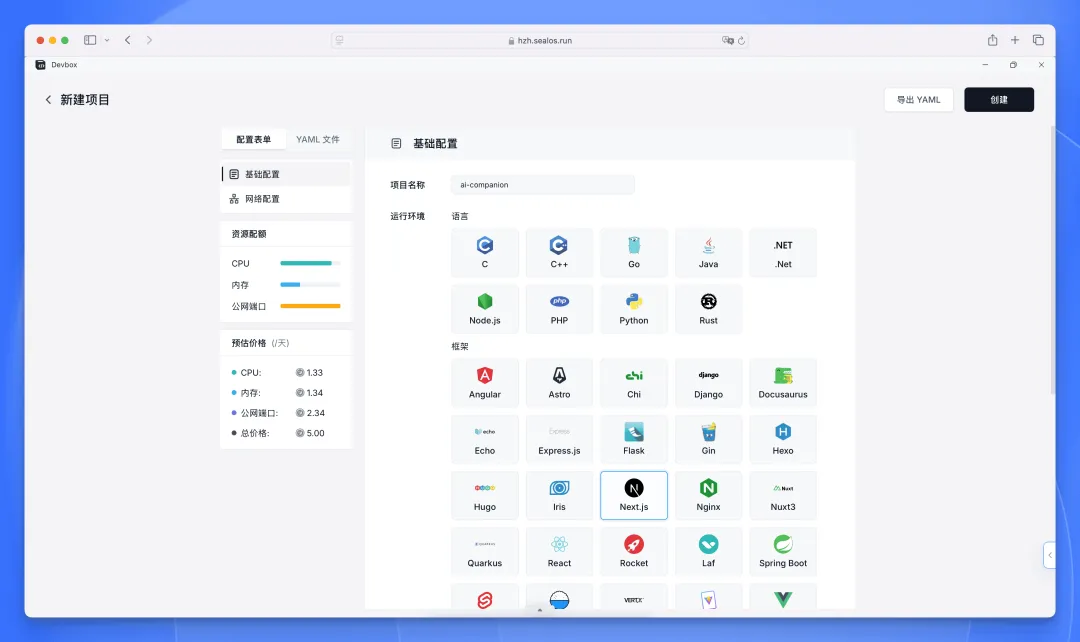 hzh.sealos.run
Devbox
新建项目
导出 YAML
创建
配置表单
YAML 文件
基础配置
网络配置
资源配额
CPU
内存
公网端口
预估价格 (/天)
CPU: 1.33
内存: 1.34
公网端口: 2.34
总价格: 5.00
基础配置
项目名称
ai-companion
运行环境
语言
.NET
C
C++
Go
Java
.Net
php
Node.js
PHP
Python
Rust
框架
chi
django
Angular
Astro
Chi
Django
Docusaurus
echo
Express
Echo
Express.js
Flask
Gin
Hexo
HUGO
Nuxt
Hugo
Iris
Next.js
Nginx
Nuxt3
QUARKUS
Quarkus
React
Rocket
Laf
Spring Boot
VERT.X